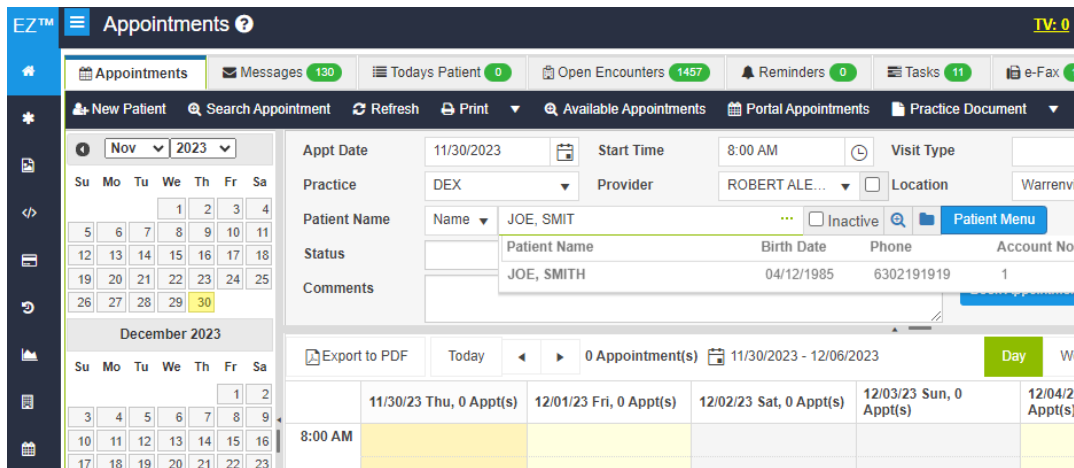 EZ™ Appointments TV: 0
Appointments Messages 130 Todays Patient 0 Open Encounters 1457 Reminders 0 Tasks 11 e-Fax
New Patient Search Appointment Refresh Print Available Appointments Portal Appointments Practice Document
Nov 2023
Su Mo Tu We Th Fr Sa
1 2 3 4
5 6 7 8 9 10 11
12 13 14 15 16 17 18
19 20 21 22 23 24 25
26 27 28 29 30
December 2023
Su Mo Tu We Th Fr Sa
1 2
3 4 5 6 7 8 9
10 11 12 13 14 15 16
17 18 19 20 21 22 23
Appt Date 11/30/2023 Start Time 8:00 AM Visit Type
Practice DEX Provider ROBERT ALE... Location Warrenvi
Patient Name Name JOE, SMIT ... Inactive Patient Menu
Status
Patient Name Birth Date Phone Account No
JOE, SMITH 04/12/1985 6302191919 1
Comments
Export to PDF Today 0 Appointment(s) 11/30/2023 - 12/06/2023 Day
11/30/23 Thu, 0 Appt(s) 12/01/23 Fri, 0 Appt(s) 12/02/23 Sat, 0 Appt(s) 12/03/23 Sun, 0 Appt(s) 12/04/2 Appt(s)
8:00 AM